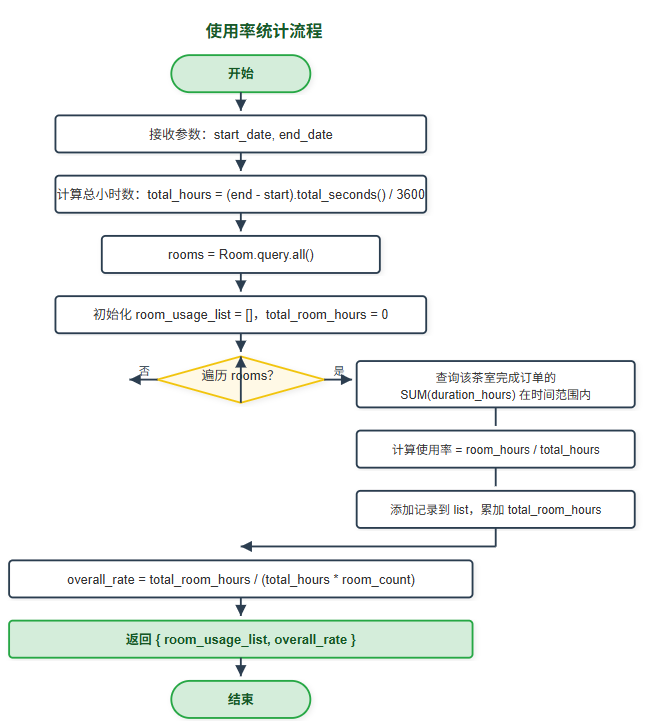 使用率统计流程
开始
接收参数：start_date, end_date
计算总小时数：total_hours = (end - start).total_seconds() / 3600
rooms = Room.query.all()
初始化 room_usage_list = []，total_room_hours = 0
遍历 rooms?
否
是
查询该茶室完成订单的
SUM(duration_hours) 在时间范围内
计算使用率 = room_hours / total_hours
添加记录到 list，累加 total_room_hours
overall_rate = total_room_hours / (total_hours * room_count)
返回 { room_usage_list, overall_rate }
结束